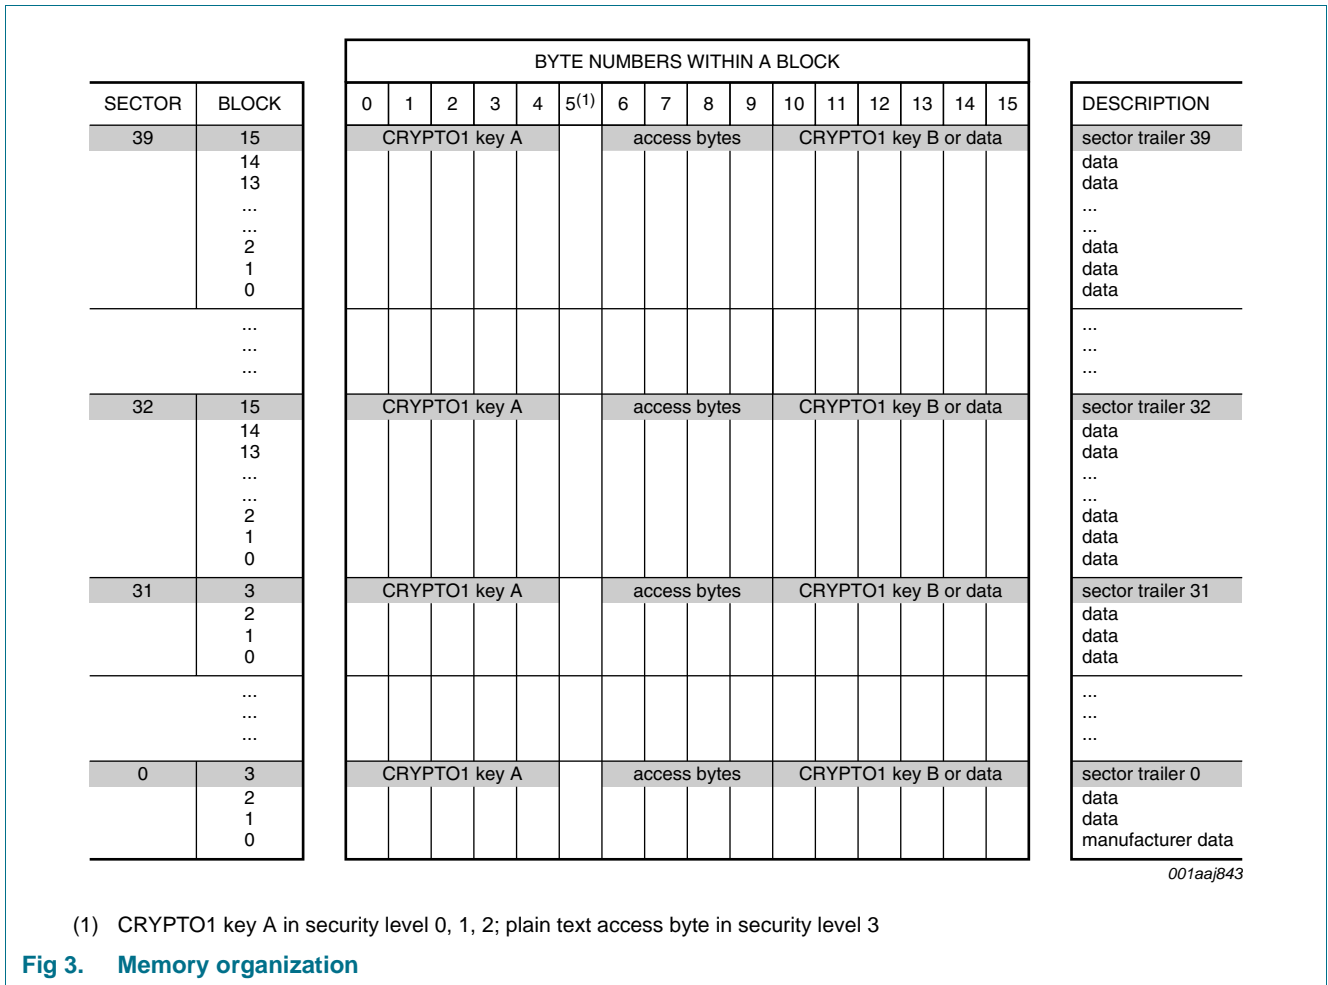 BYTE NUMBERS WITHIN A BLOCK
SECTOR BLOCK 0 1 2 3 4 5(1) 6 7 8 9 10 11 12 13 14 15 DESCRIPTION
39 15 CRYPTO1 key A access bytes CRYPTO1 key B or data sector trailer 39
14 data
13 data
... ...
... ...
2 data
1 data
0 data
... ...
... ...
... ...
32 15 CRYPTO1 key A access bytes CRYPTO1 key B or data sector trailer 32
14 data
13 data
... ...
... ...
2 data
1 data
0 data
31 3 CRYPTO1 key A access bytes CRYPTO1 key B or data sector trailer 31
2 data
1 data
0 data
... ...
... ...
... ...
0 3 CRYPTO1 key A access bytes CRYPTO1 key B or data sector trailer 0
2 data
1 data
0 manufacturer data
001aaj843
(1) CRYPTO1 key A in security level 0, 1, 2; plain text access byte in security level 3
Fig 3. Memory organization